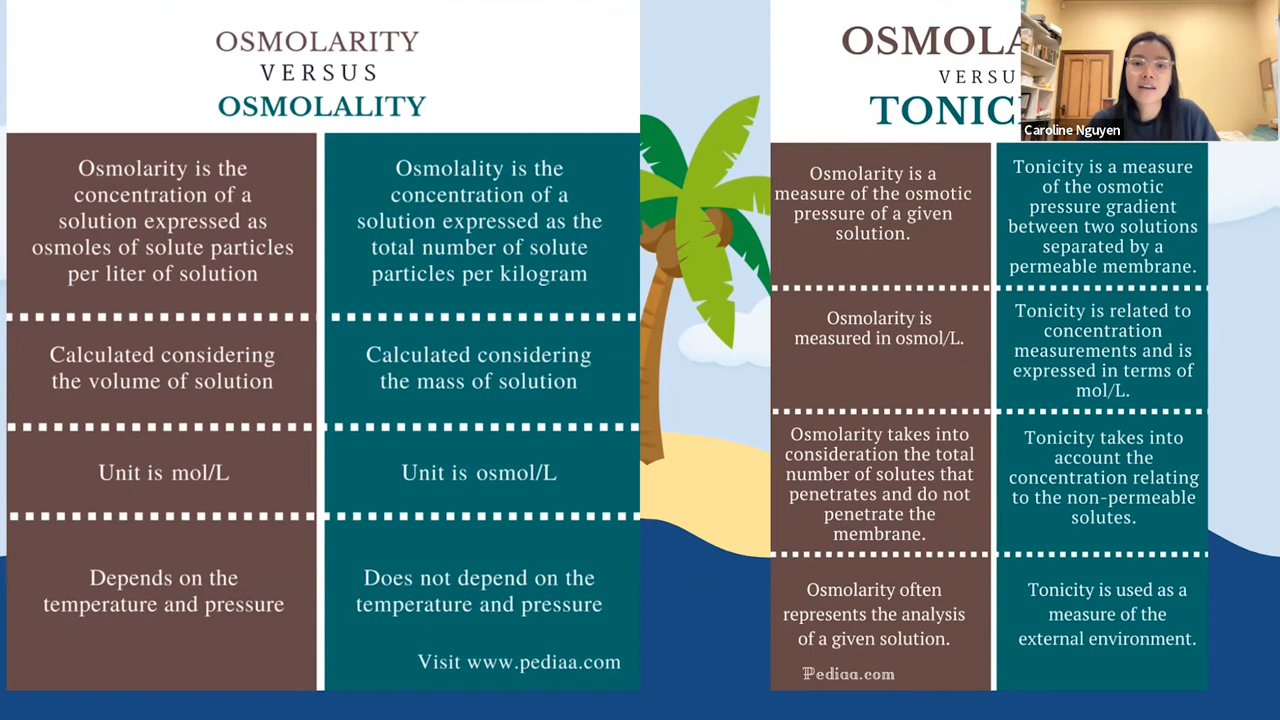 OSMOLARITY
VERSUS
OSMOLALITY
Osmolarity is the
concentration of a
solution expressed as
osmoles of solute particles
per liter of solution
Osmolality is the
concentration of a
solution expressed as the
total number of solute
particles per kilogram
Calculated considering
the volume of solution
Calculated considering
the mass of solution
Unit is mol/L
Unit is osmol/L
Depends on the
temperature and pressure
Does not depend on the
temperature and pressure
Visit www.pediaa.com
OSMOLA
VERSU
TONIC
Caroline Nguyen
Osmolarity is a
measure of the osmotic
pressure of a given
solution.
Tonicity is a measure
of the osmotic
pressure gradient
between two solutions
separated by a
permeable membrane.
Osmolarity is
measured in osmol/L.
Tonicity is related to
concentration
measurements and is
expressed in terms of
mol/L.
Osmolarity takes into
consideration the total
number of solutes that
penetrates and do not
penetrate the
membrane.
Tonicity takes into
account the
concentration relating
to the non-permeable
solutes.
Osmolarity often
represents the analysis
of a given solution.
Tonicity is used as a
measure of the
external environment.
Pediaa.com